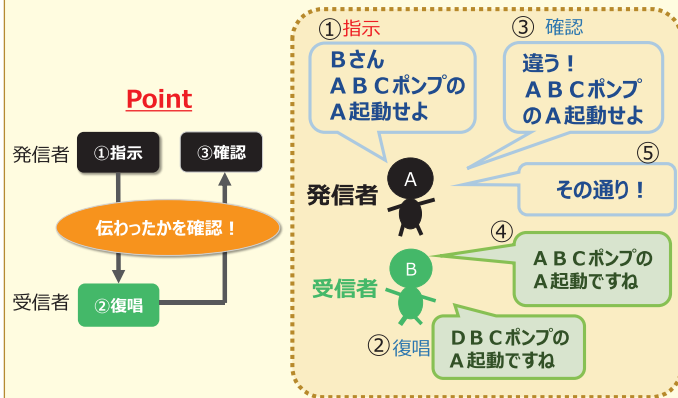 Point
発信者
①指示
③確認
伝わったかを確認！
受信者
②復唱
①指示
Bさん
ABCポンプの
A起動せよ
③ 確認
違う！
ABCポンプ
のA起動せよ
⑤
その通り！
A
発信者
④
ABCポンプの
A起動ですね
B
受信者
②復唱
DBCポンプの
A起動ですね